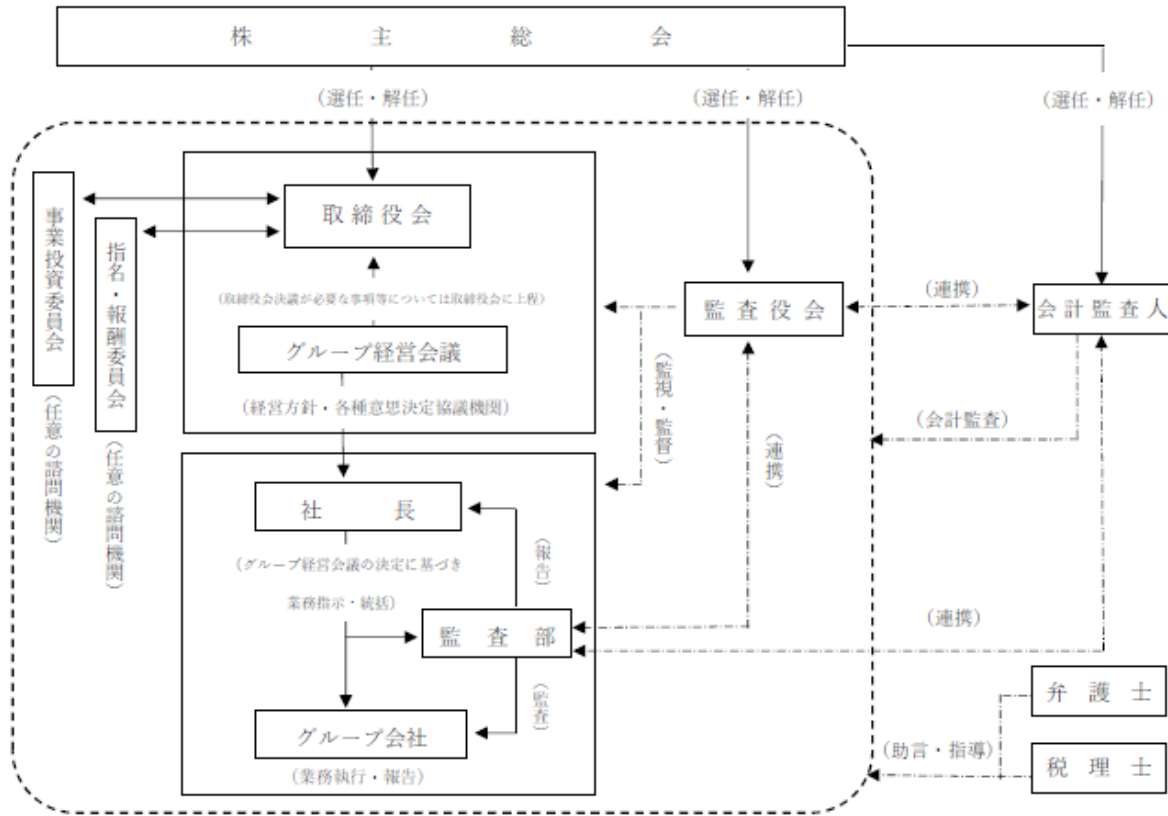 株主総会
(選任・解任)
(選任・解任)
(選任・解任)
事業投資委員会
(任意の諮問機関)
指名・報酬委員会
(任意の諮問機関)
取締役会
(取締役会決議が必要な事項等については取締役会に上程)
グループ経営会議
(経営方針・各種意思決定協議機関)
監査役会
(連携)
会計監査人
(監視・監督)
(連携)
(会計監査)
社長
(グループ経営会議の決定に基づき
業務指示・統括)
(報告)
監査部
(連携)
(監査)
グループ会社
(業務執行・報告)
弁護士
(助言・指導)
税理士